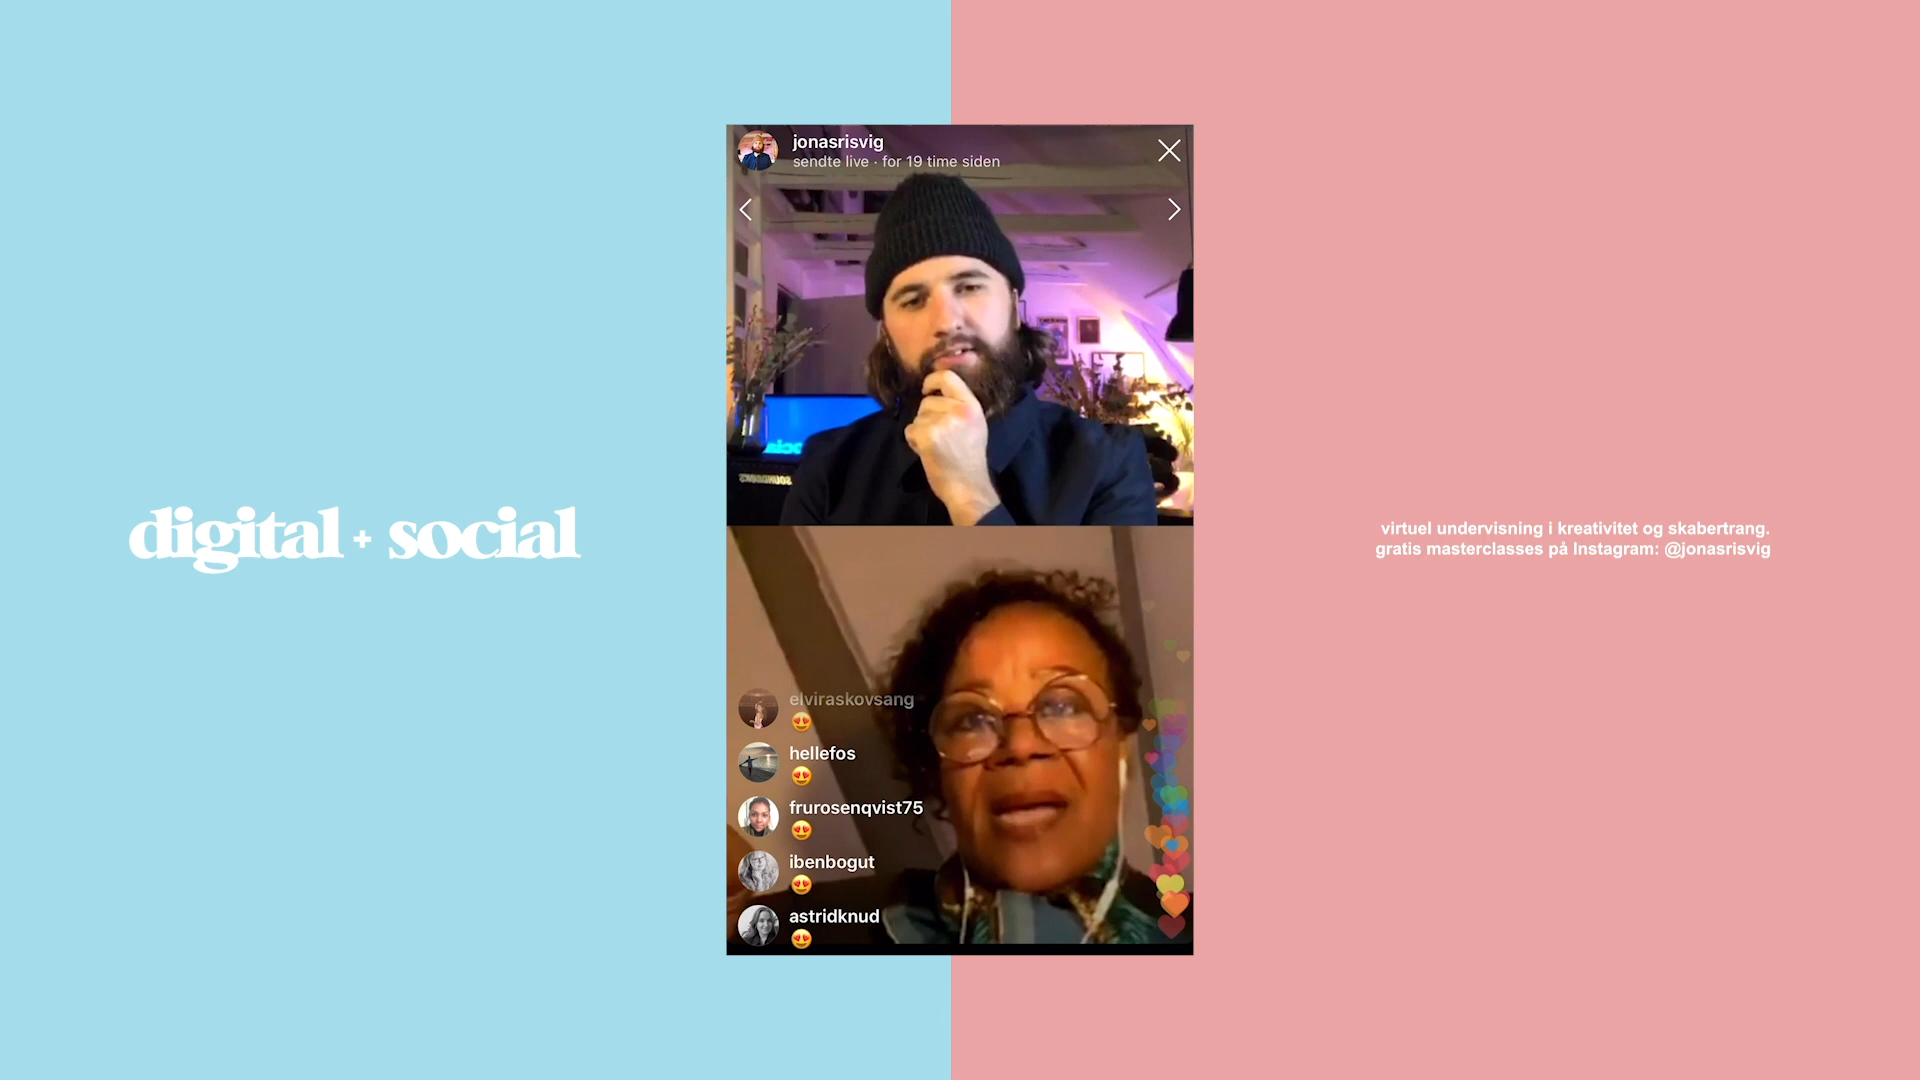 jonasrisvig
sendte live · for 19 time siden
SOUNDBOKS
digital + social
virtuel undervisning i kreativitet og skabertrang.
gratis masterclasses på Instagram: @jonasrisvig
elviraskovsang
😍
hellefos
😍
frurosenqvist75
😍
ibenbogut
😍
astridknud
😍